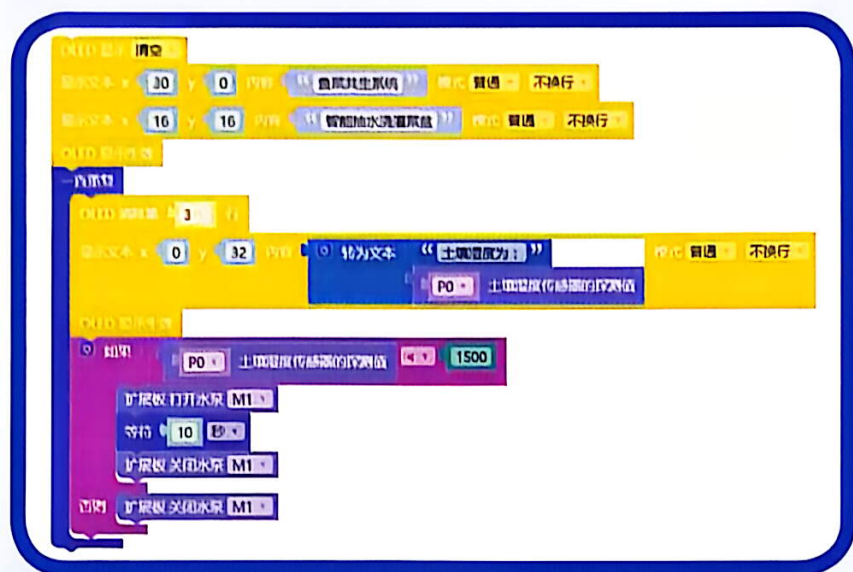 OLED 显示 清空
显示文本 x 30 y 0 内容 “ 鱼菜共生系统 ” 模式 普通 不换行
显示文本 x 16 y 16 内容 “ 智能抽水浇灌底盘 ” 模式 普通 不换行
OLED 显示生效
一直重复
OLED 清除第 3 行
显示文本 x 0 y 32 内容 转为文本 “ 土壤湿度为: ” 模式 普通 不换行
P0 土壤湿度传感器的探测值
OLED 显示生效
如果 P0 土壤湿度传感器的探测值 1500
扩展板 打开水泵 M1
等待 10 秒
扩展板 关闭水泵 M1
否则 扩展板 关闭水泵 M1